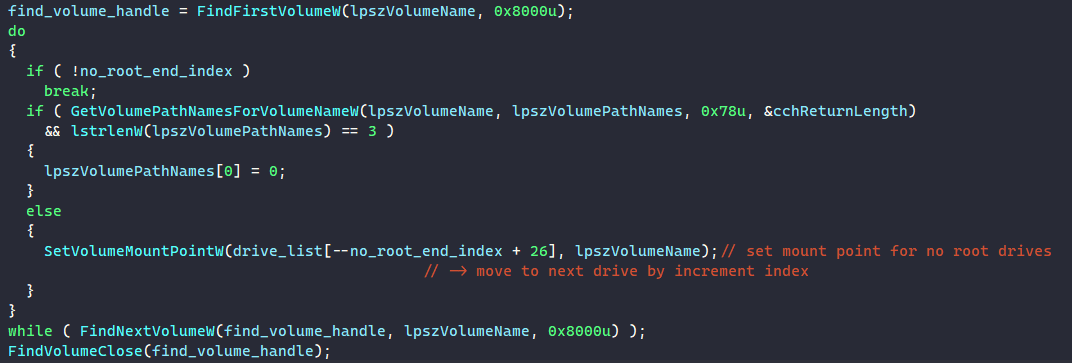 find_volume_handle = FindFirstVolumeW(lpszVolumeName, 0x8000u);
do
{
  if ( !no_root_end_index )
    break;
  if ( GetVolumePathNamesForVolumeNameW(lpszVolumeName, lpszVolumePathNames, 0x78u, &cchReturnLength)
    && lstrlenW(lpszVolumePathNames) == 3 )
  {
    lpszVolumePathNames[0] = 0;
  }
  else
  {
    SetVolumeMountPointW(drive_list[--no_root_end_index + 26], lpszVolumeName);// set mount point for no root drives
                                            // -> move to next drive by increment index
  }
}
while ( FindNextVolumeW(find_volume_handle, lpszVolumeName, 0x8000u) );
FindVolumeClose(find_volume_handle);